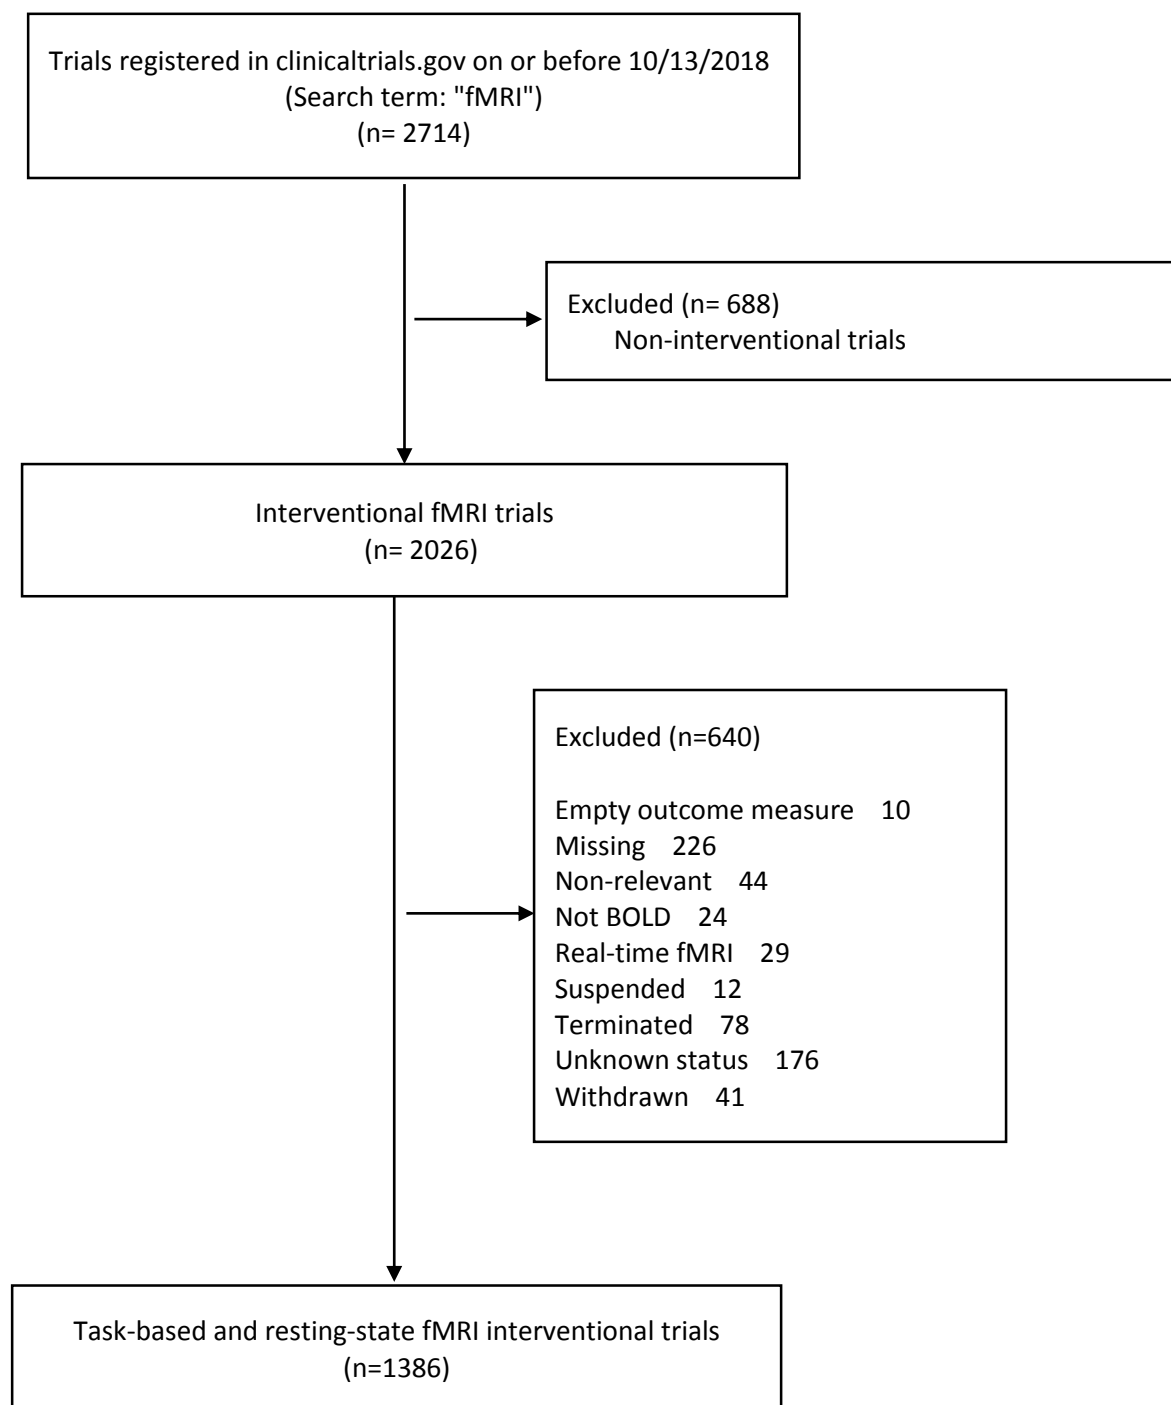 Trials registered in clinicaltrials.gov on or before 10/13/2018
(Search term: "fMRI")
(n= 2714)
Excluded (n= 688)
Non-interventional trials
Interventional fMRI trials
(n= 2026)
Excluded (n=640)
Empty outcome measure 10
Missing 226
Non-relevant 44
Not BOLD 24
Real-time fMRI 29
Suspended 12
Terminated 78
Unknown status 176
Withdrawn 41
Task-based and resting-state fMRI interventional trials
(n=1386)